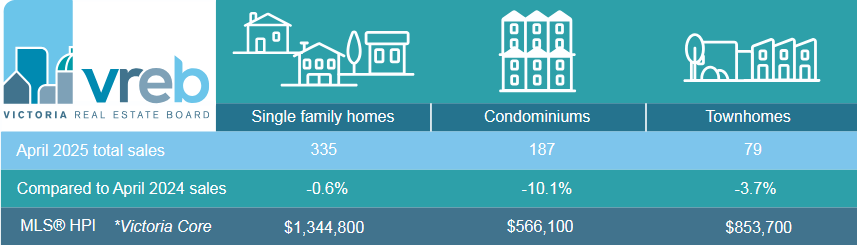 vreb
VICTORIA REAL ESTATE BOARD
Single family homes Condominiums Townhomes
April 2025 total sales 335 187 79
Compared to April 2024 sales -0.6% -10.1% -3.7%
MLS® HPI *Victoria Core $1,344,800 $566,100 $853,700